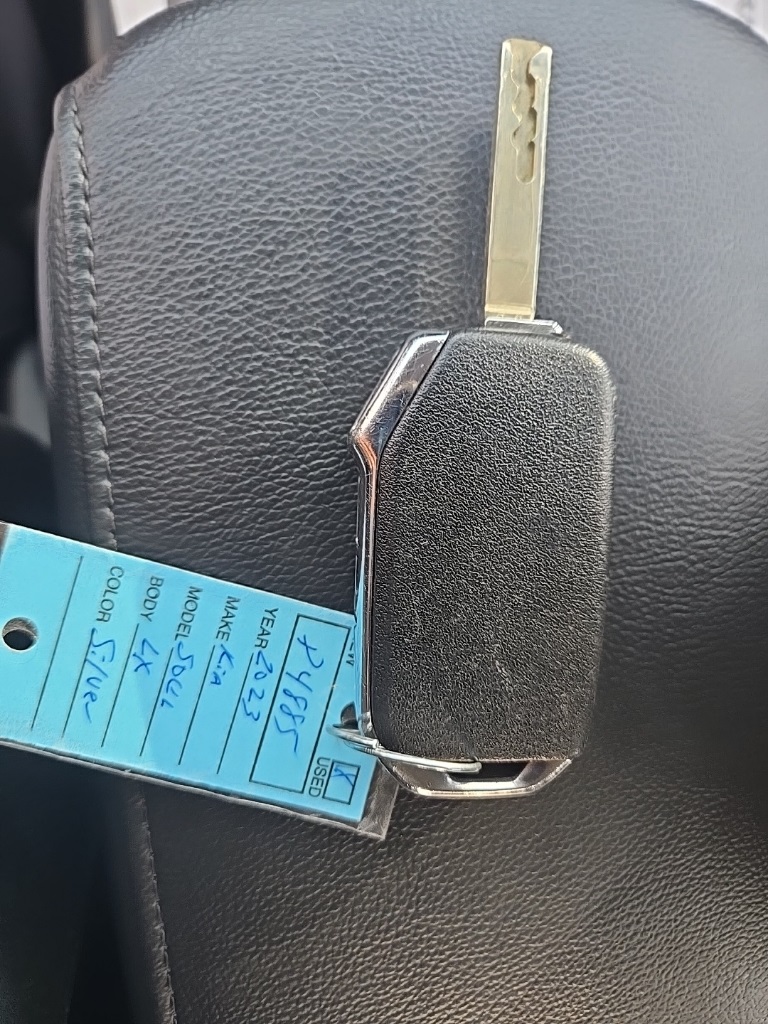 USED
P4885
YEAR 2023
MAKE Kia
MODEL Soul
BODY LX
COLOR Silver